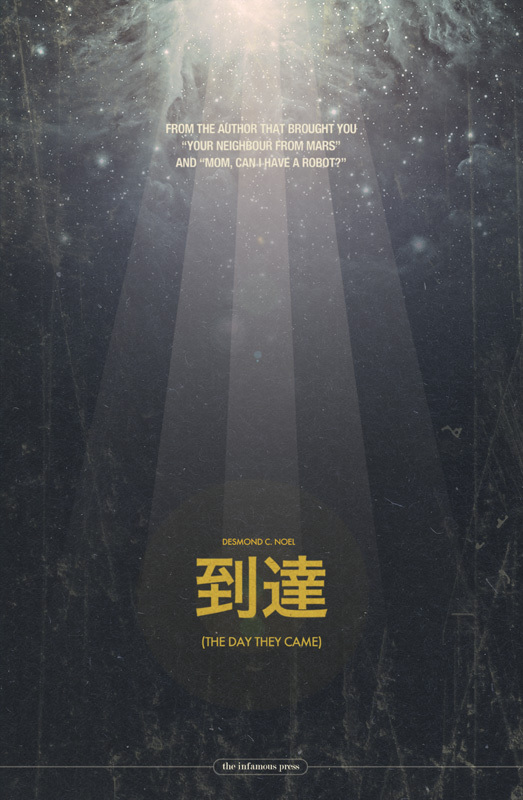 FROM THE AUTHOR THAT BROUGHT YOU
“YOUR NEIGHBOUR FROM MARS”
AND “MOM, CAN I HAVE A ROBOT?”
DESMOND C. NOEL
到達
(THE DAY THEY CAME)
the infamous press